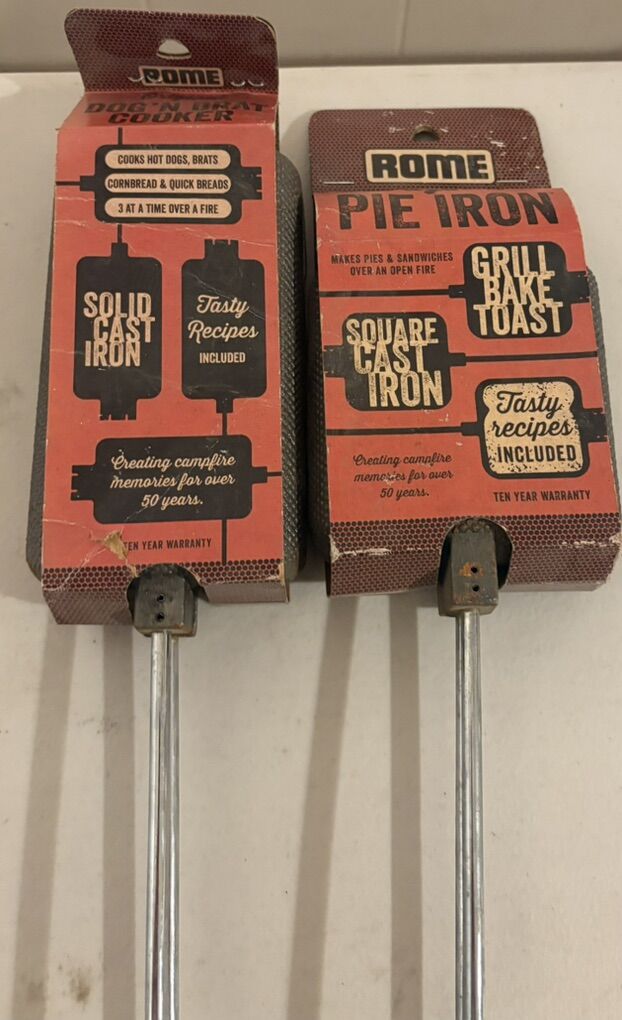 ROME
DOG 'N BRAT
COOKER
COOKS HOT DOGS, BRATS
CORNBREAD & QUICK BREADS
3 AT A TIME OVER A FIRE
SOLID
CAST
IRON
Tasty
Recipes
INCLUDED
Creating campfire
memories for over
50 years.
TEN YEAR WARRANTY
ROME
PIE IRON
MAKES PIES & SANDWICHES
OVER AN OPEN FIRE
GRILL
BAKE
TOAST
SQUARE
CAST
IRON
Tasty
recipes
INCLUDED
Creating campfire
memories for over
50 years.
TEN YEAR WARRANTY